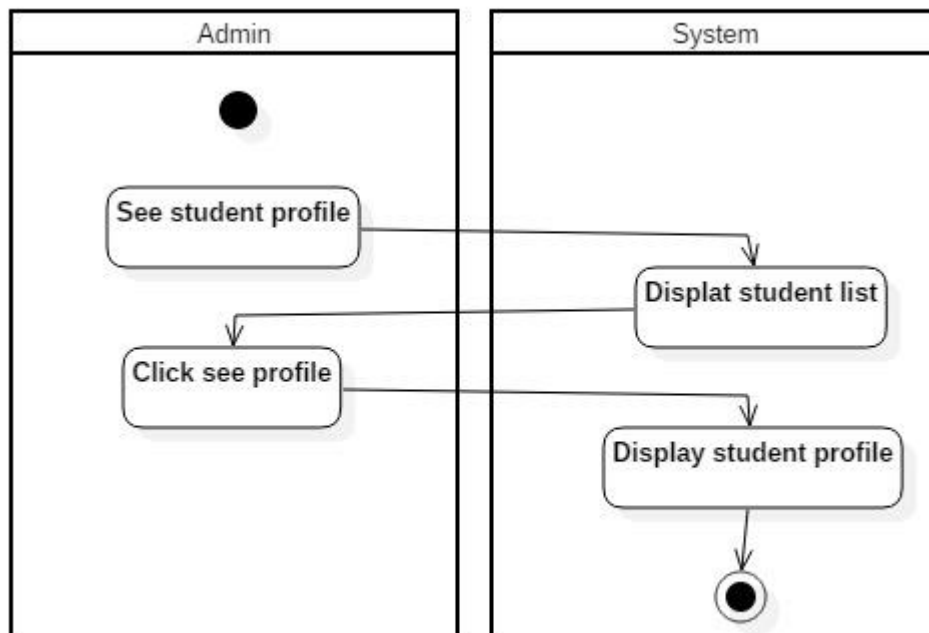 Admin
System
See student profile
Displat student list
Click see profile
Display student profile